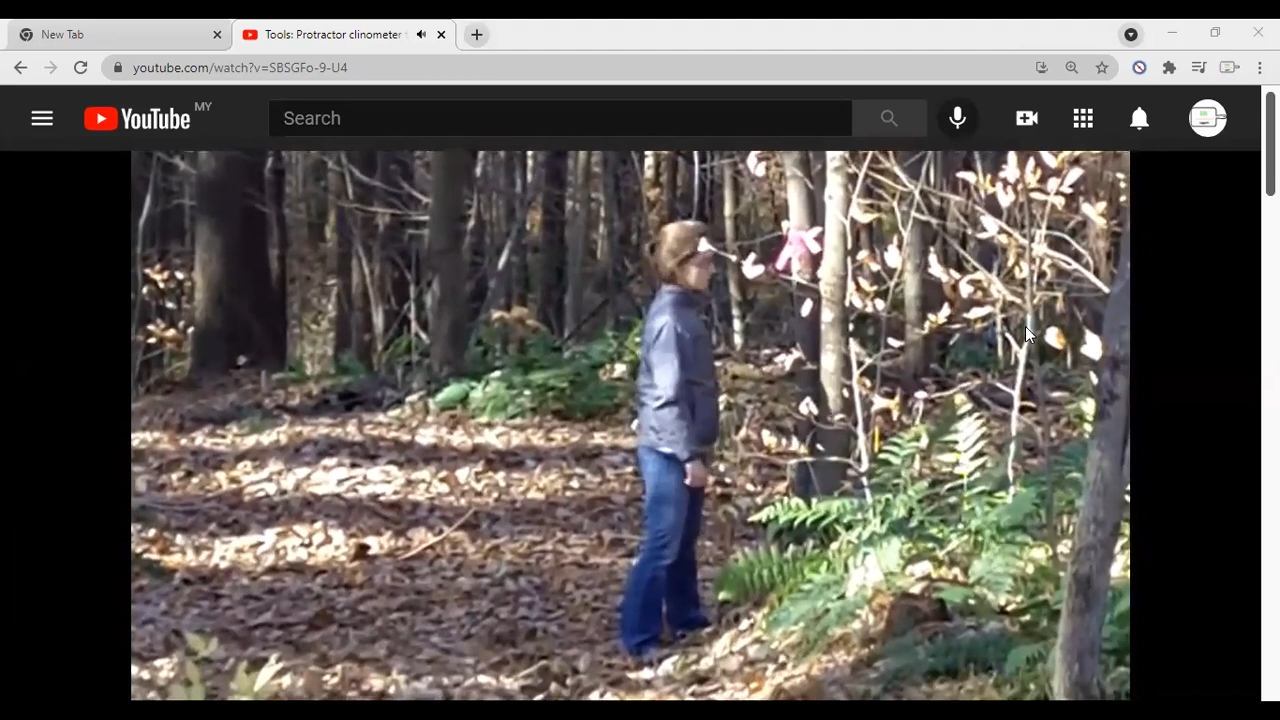 New Tab
Tools: Protractor clinometer
youtube.com/watch?v=SBSGFo-9-U4
YouTube MY
Search